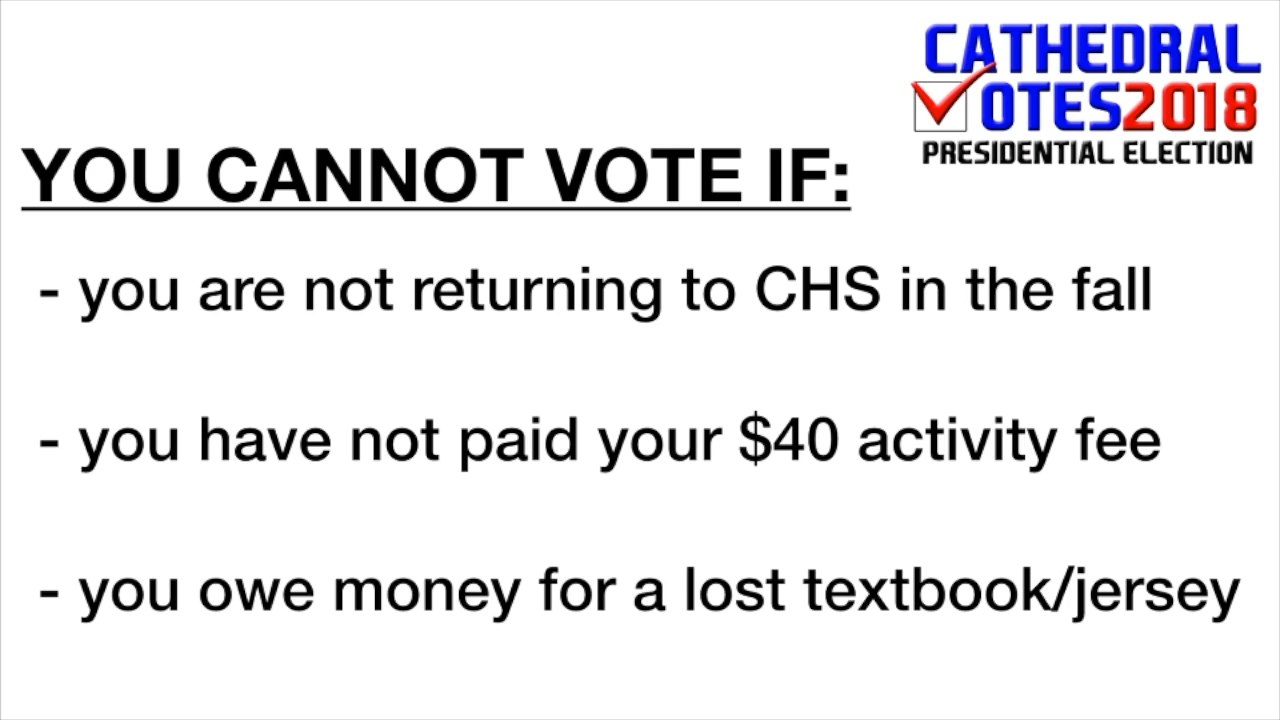 CATHEDRAL
VOTES2018
PRESIDENTIAL ELECTION
YOU CANNOT VOTE IF:
- you are not returning to CHS in the fall
- you have not paid your $40 activity fee
- you owe money for a lost textbook/jersey